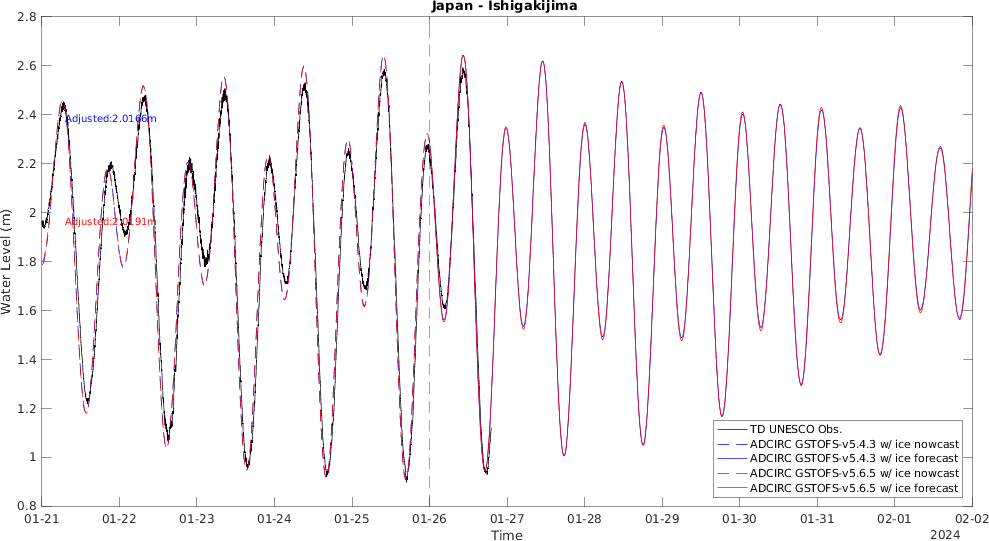 Japan - Ishigakijima
2.8
2.6
2.4
2.2
2
1.8
1.6
1.4
1.2
1
0.8
Water Level (m)
Adjusted:2.0166m
Adjusted:2.0191m
TD UNESCO Obs.
ADCIRC GSTOFS-v5.4.3 w/ ice nowcast
ADCIRC GSTOFS-v5.4.3 w/ ice forecast
ADCIRC GSTOFS-v5.6.5 w/ ice nowcast
ADCIRC GSTOFS-v5.6.5 w/ ice forecast
01-21 01-22 01-23 01-24 01-25 01-26 01-27 01-28 01-29 01-30 01-31 02-01 02-02
Time
2024